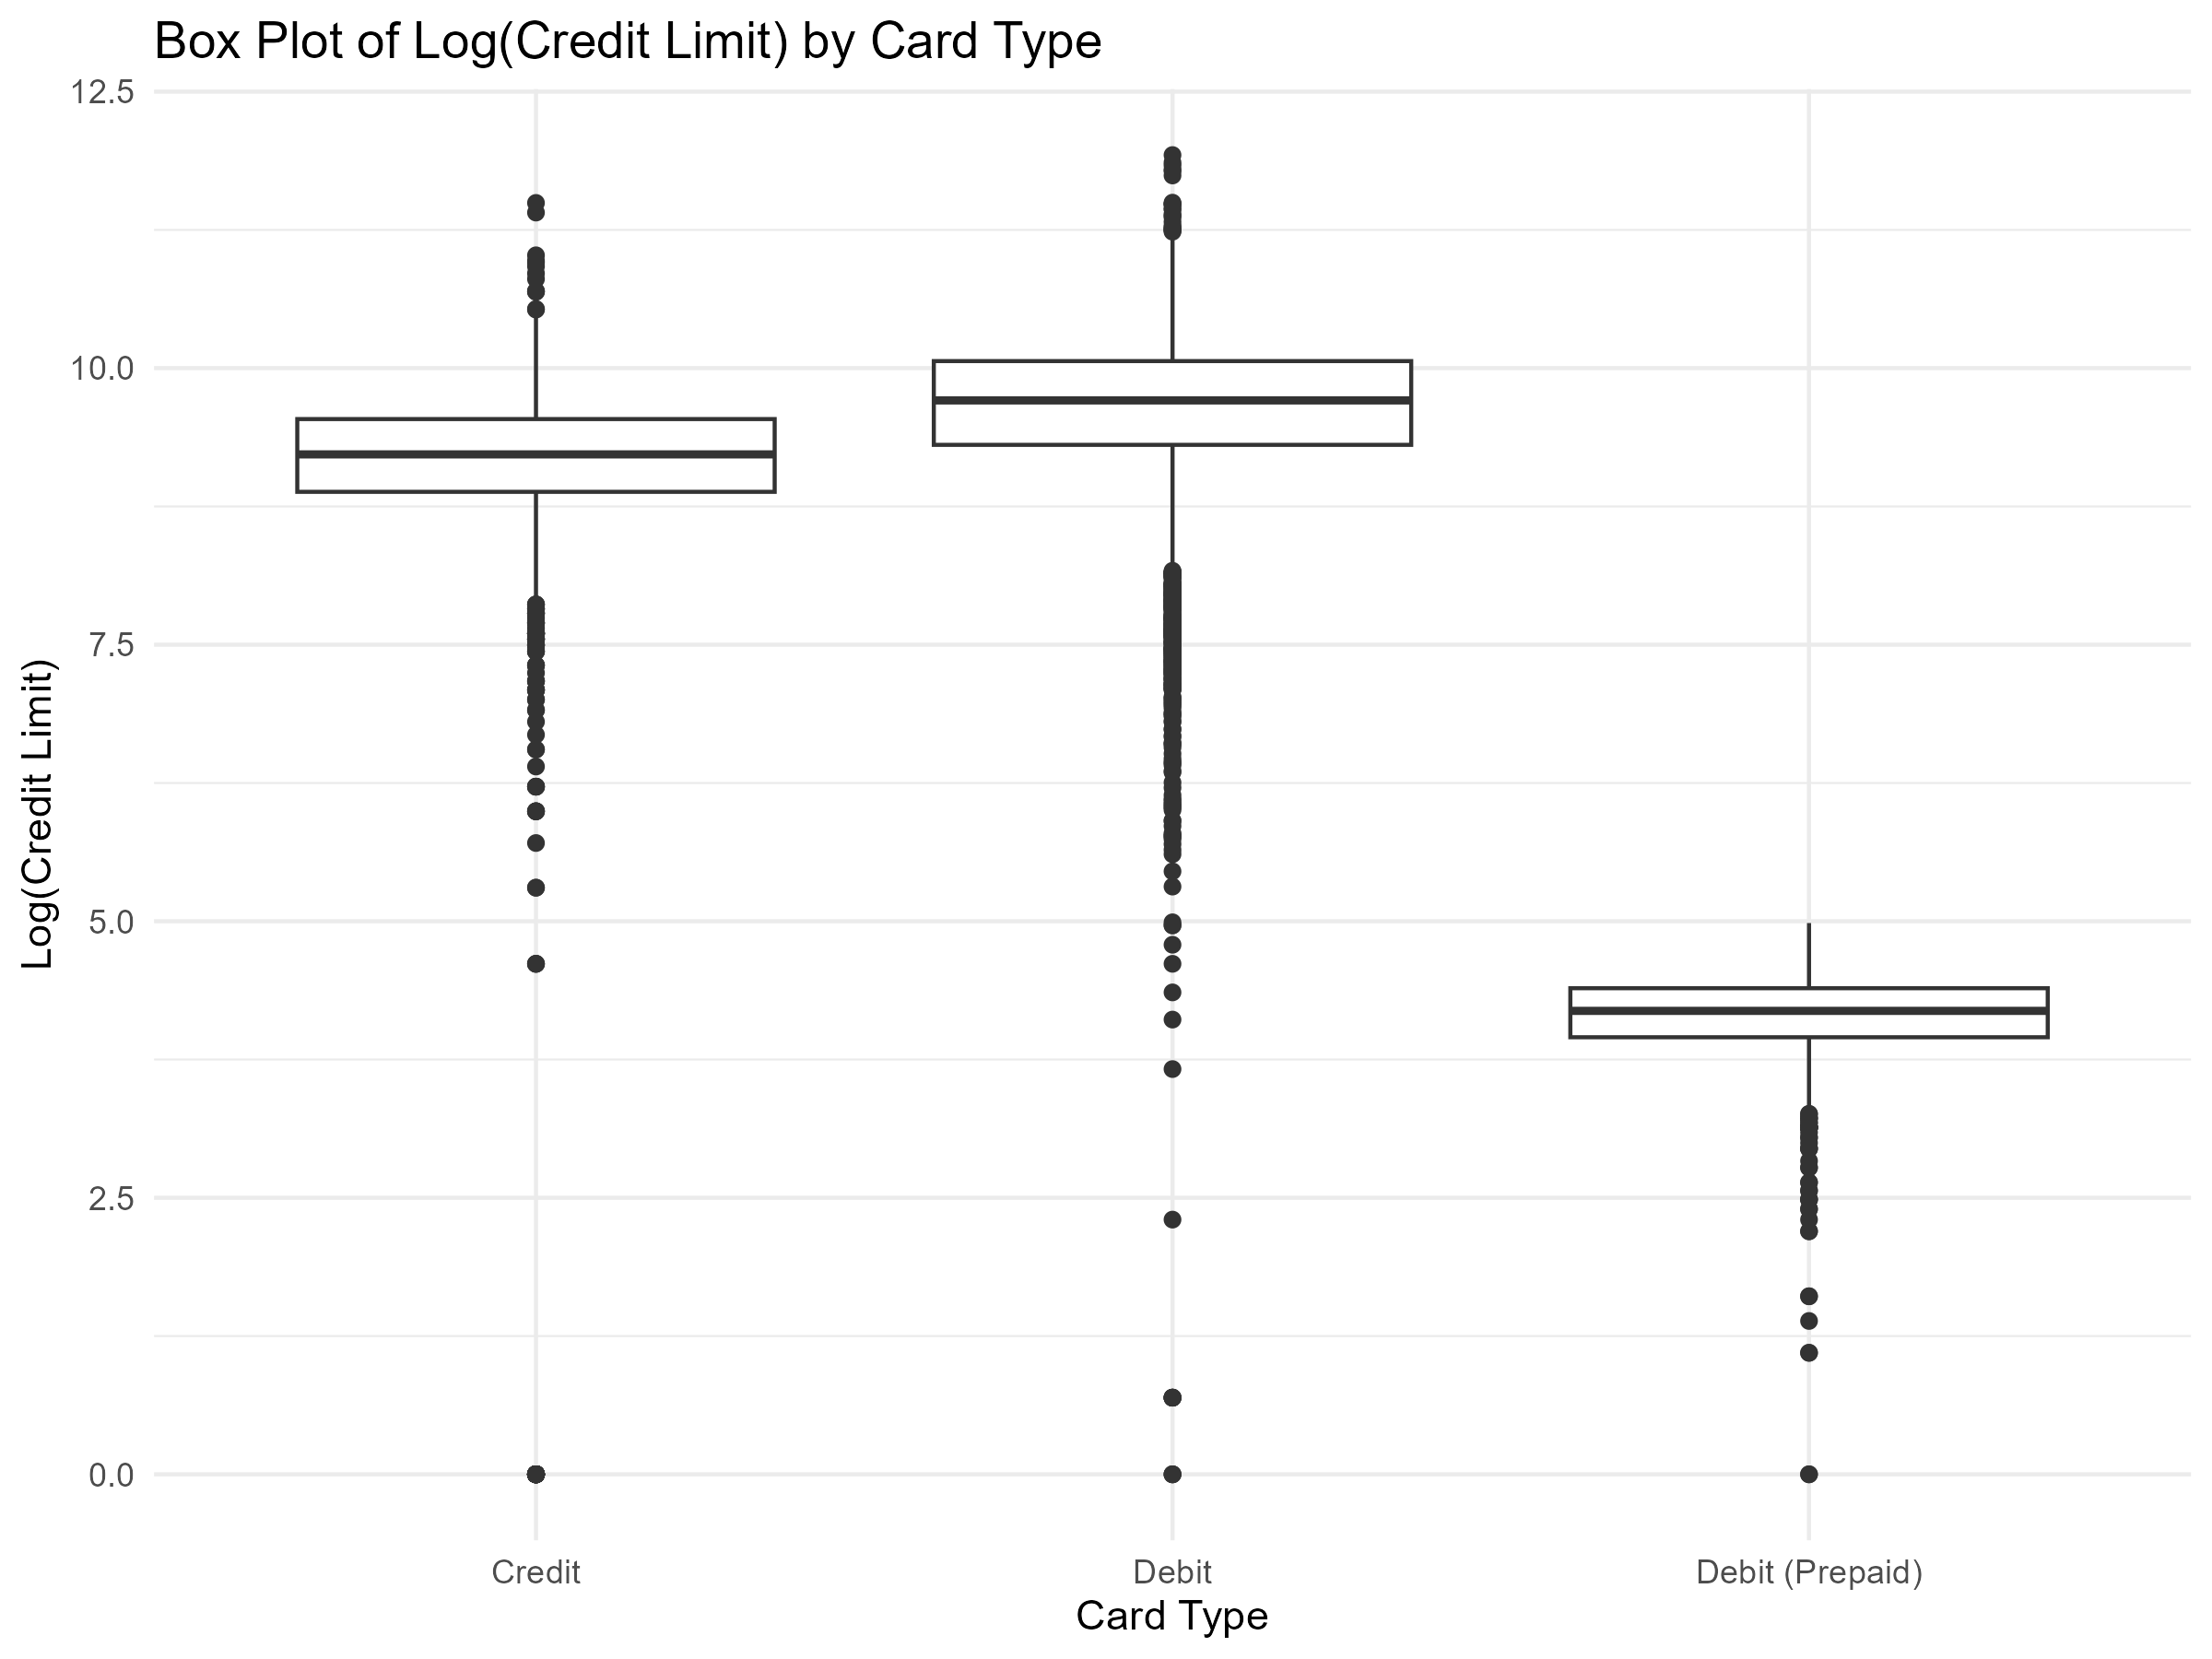 Box Plot of Log(Credit Limit) by Card Type
12.5
10.0
7.5
5.0
2.5
0.0
Log(Credit Limit)
Credit
Debit
Debit (Prepaid)
Card Type